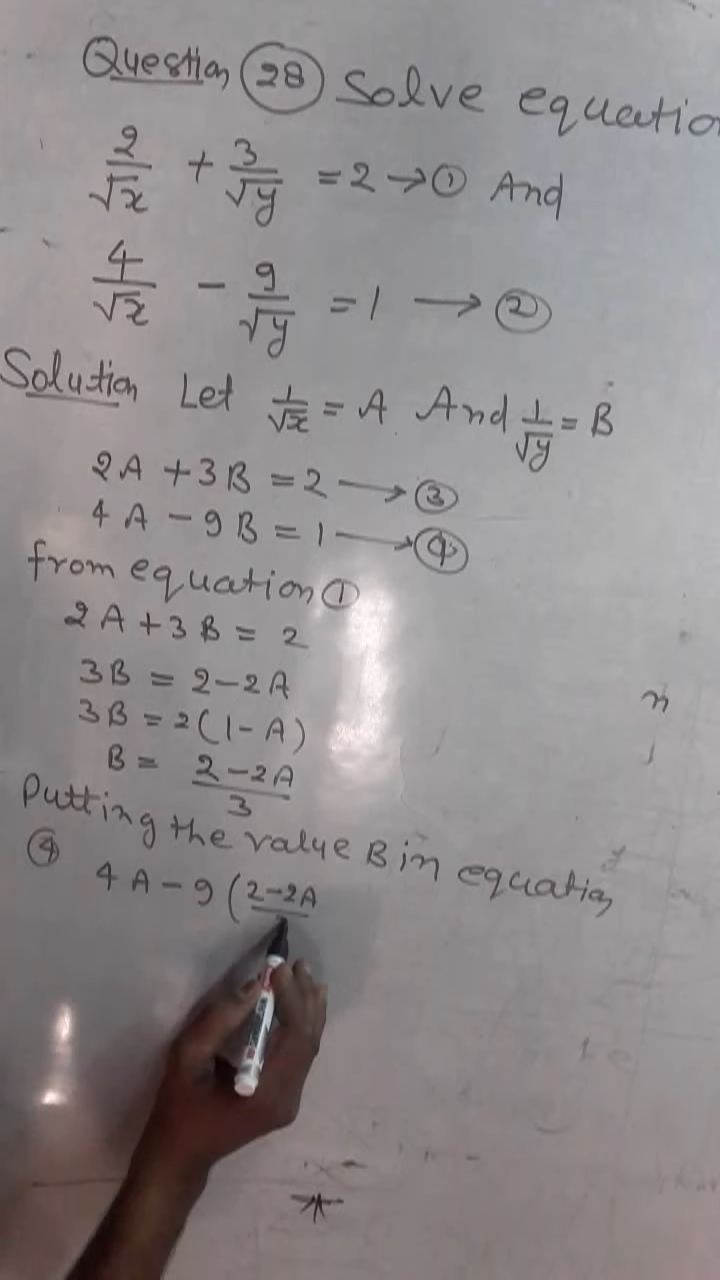 Question 28 Solve equatio
2/√x + 3/√y = 2 → ① And
4/√x - 9/√y = 1 → ②
Solution Let 1/√x = A And 1/√y = B
2A + 3B = 2 → ③
4A - 9B = 1 → ④
from equation ①
2A + 3B = 2
3B = 2-2A
3B = 2(1-A)
B = 2-2A/3
Putting the value B in equation
④ 4A - 9(2-2A